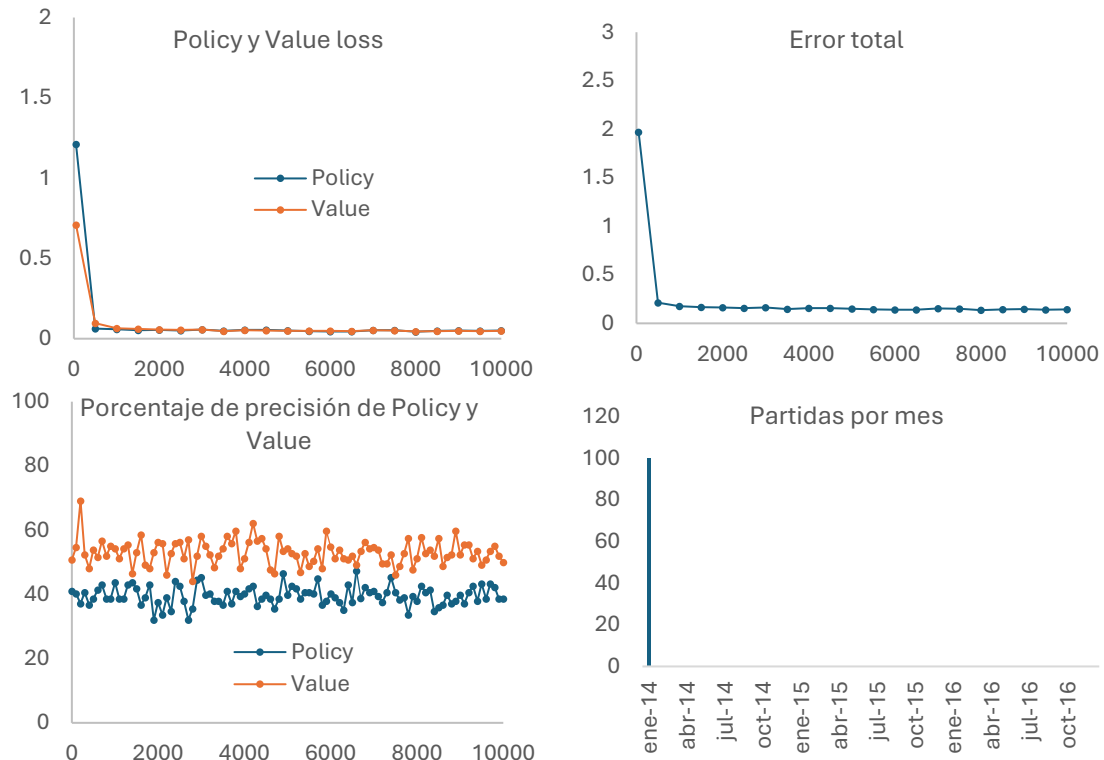 Policy y Value loss
2
1.5
1
0.5
0
Policy
Value
0 2000 4000 6000 8000 10000
Error total
3
2.5
2
1.5
1
0.5
0
0 2000 4000 6000 8000 10000
Porcentaje de precisión de Policy y
Value
100
80
60
40
20
0
Policy
Value
0 2000 4000 6000 8000 10000
Partidas por mes
120
100
80
60
40
20
0
ene-14
abr-14
jul-14
oct-14
ene-15
abr-15
jul-15
oct-15
ene-16
abr-16
jul-16
oct-16